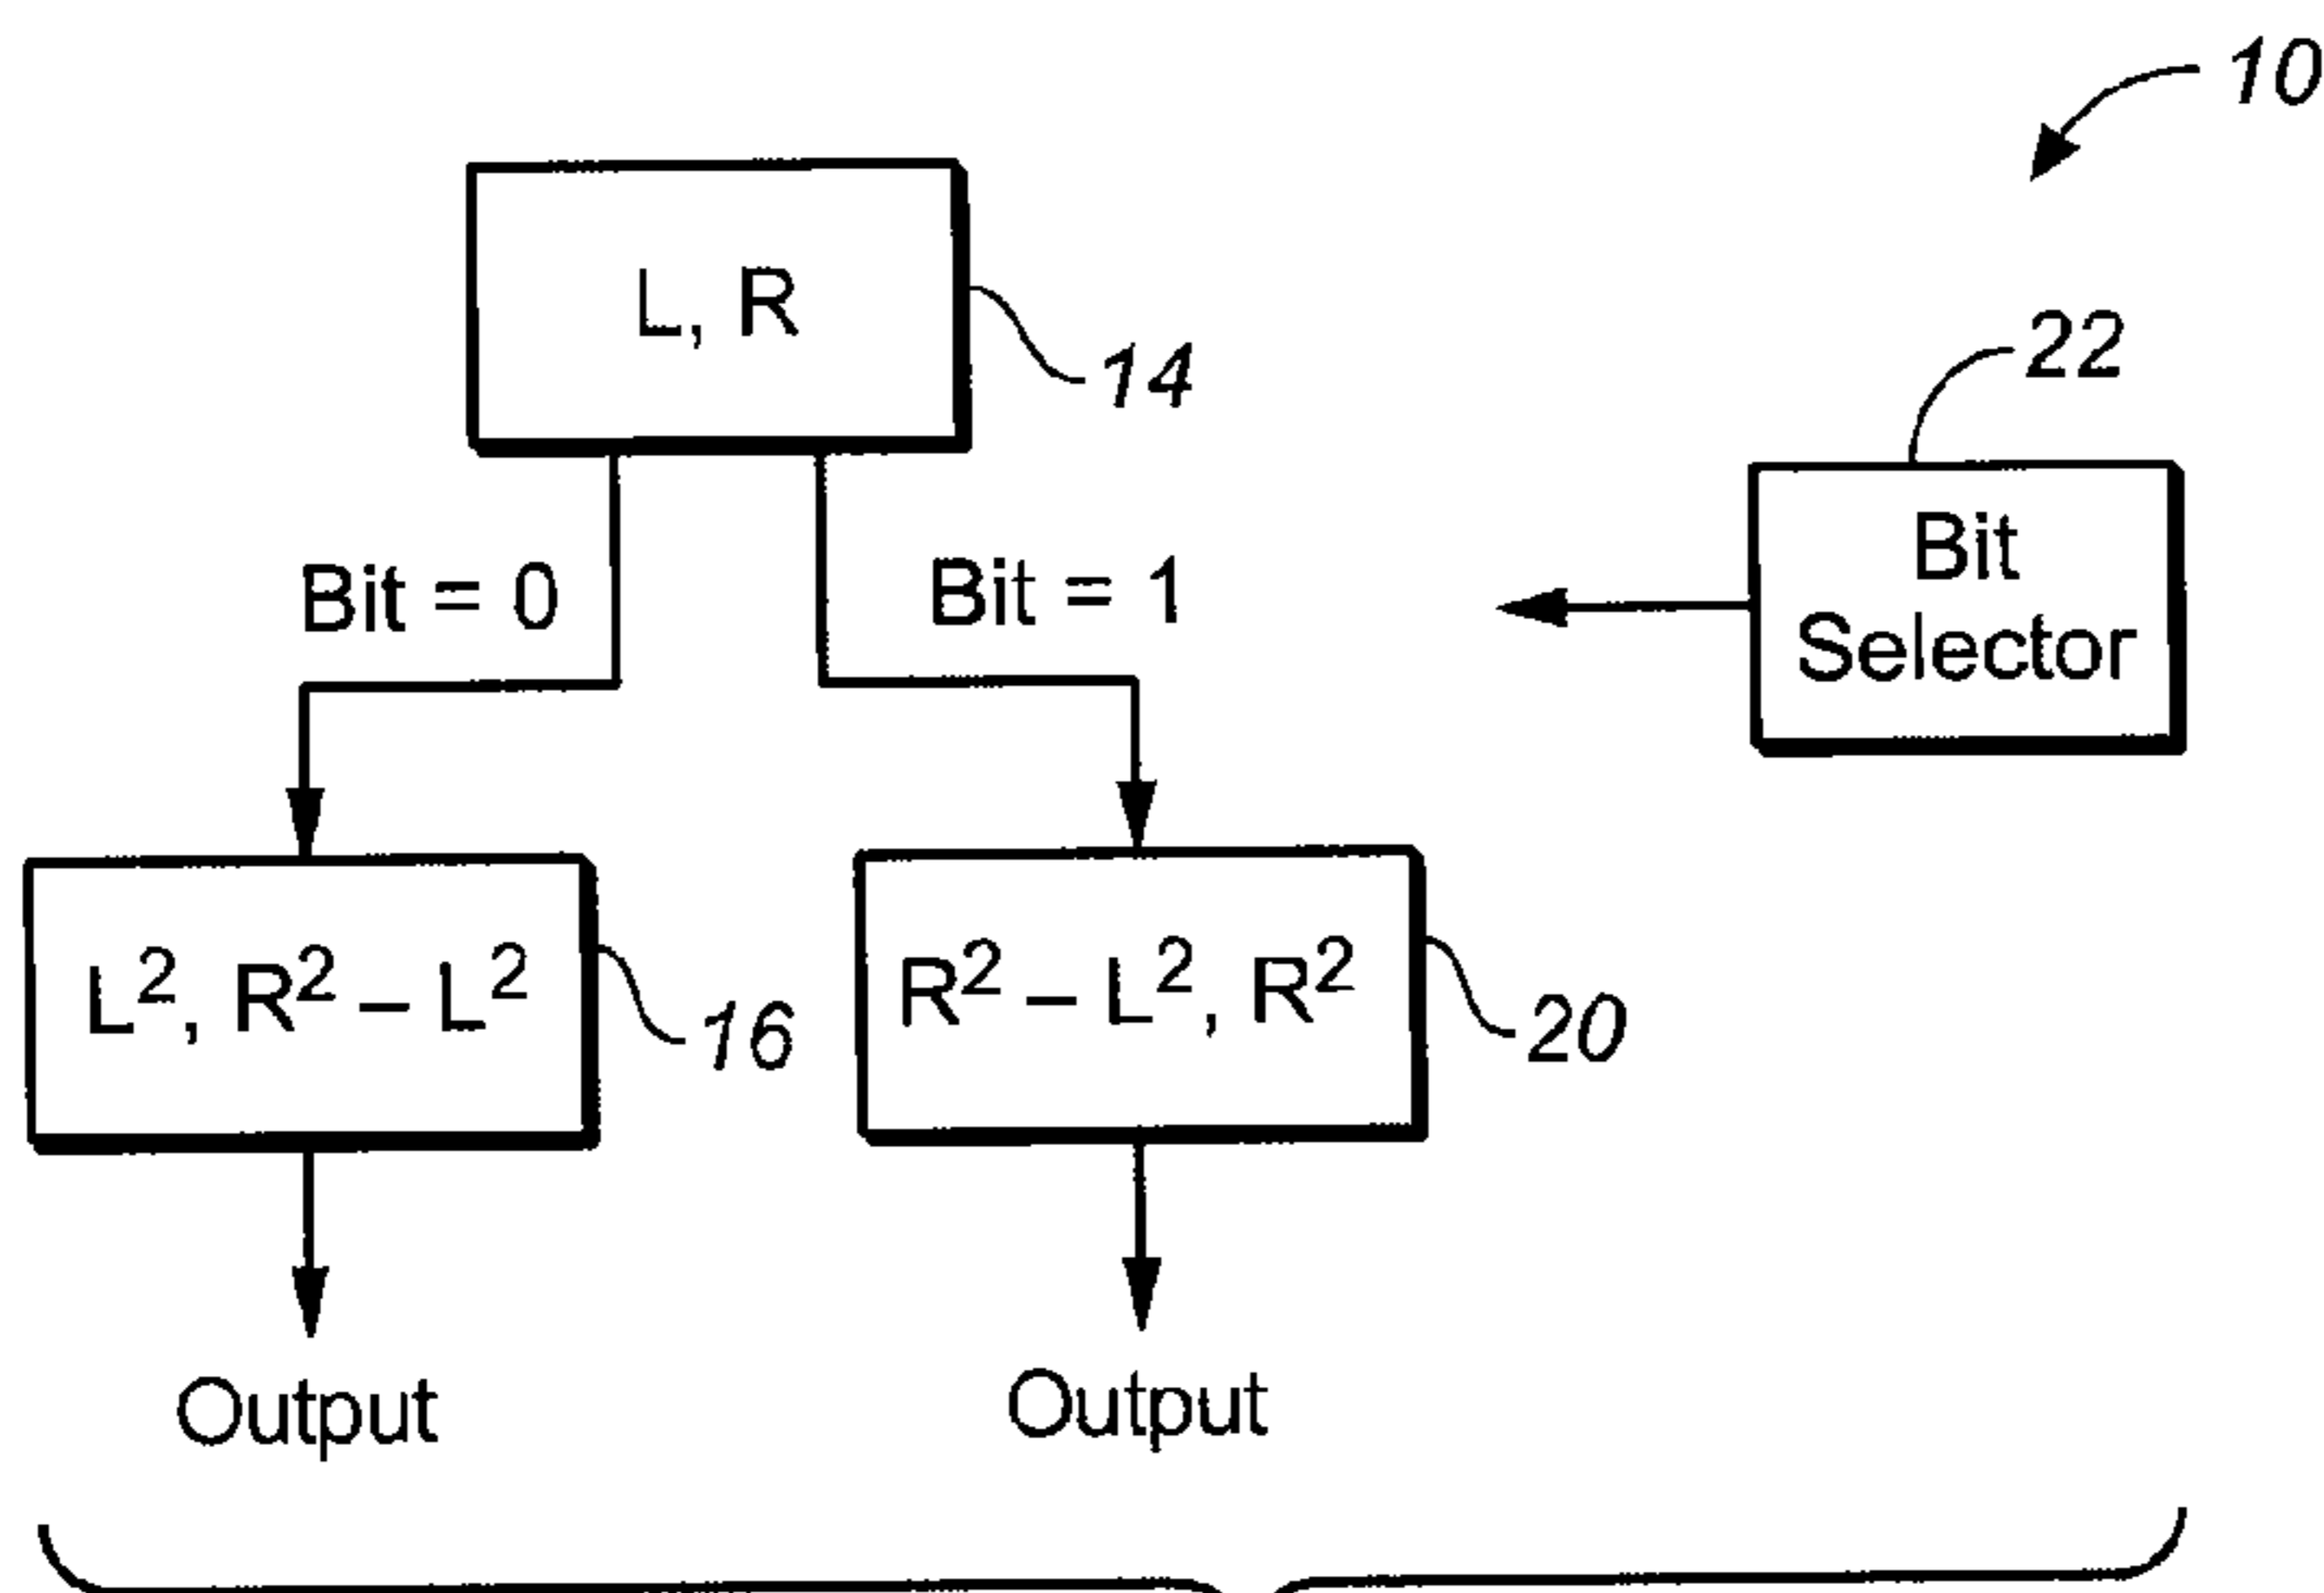 10
L, R
14
22
Bit = 0
Bit = 1
Bit
Selector
L², R² – L²
16
R² – L², R²
20
Output
Output